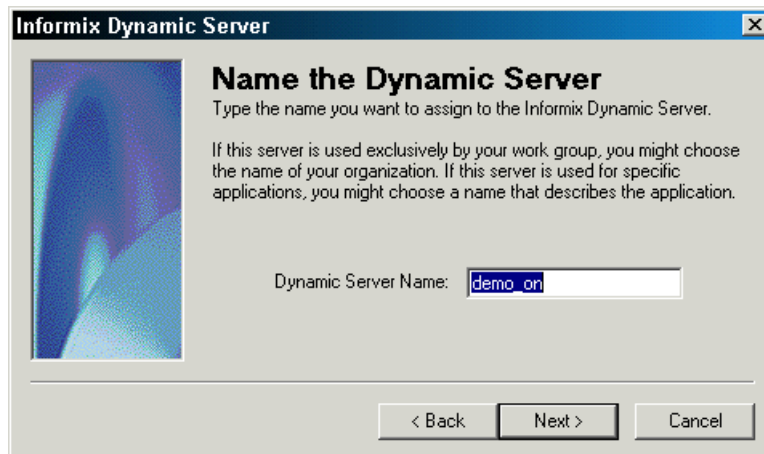 Informix Dynamic Server
Name the Dynamic Server
Type the name you want to assign to the Informix Dynamic Server.
If this server is used exclusively by your work group, you might choose
the name of your organization. If this server is used for specific
applications, you might choose a name that describes the application.
Dynamic Server Name: demo_on
< Back Next > Cancel